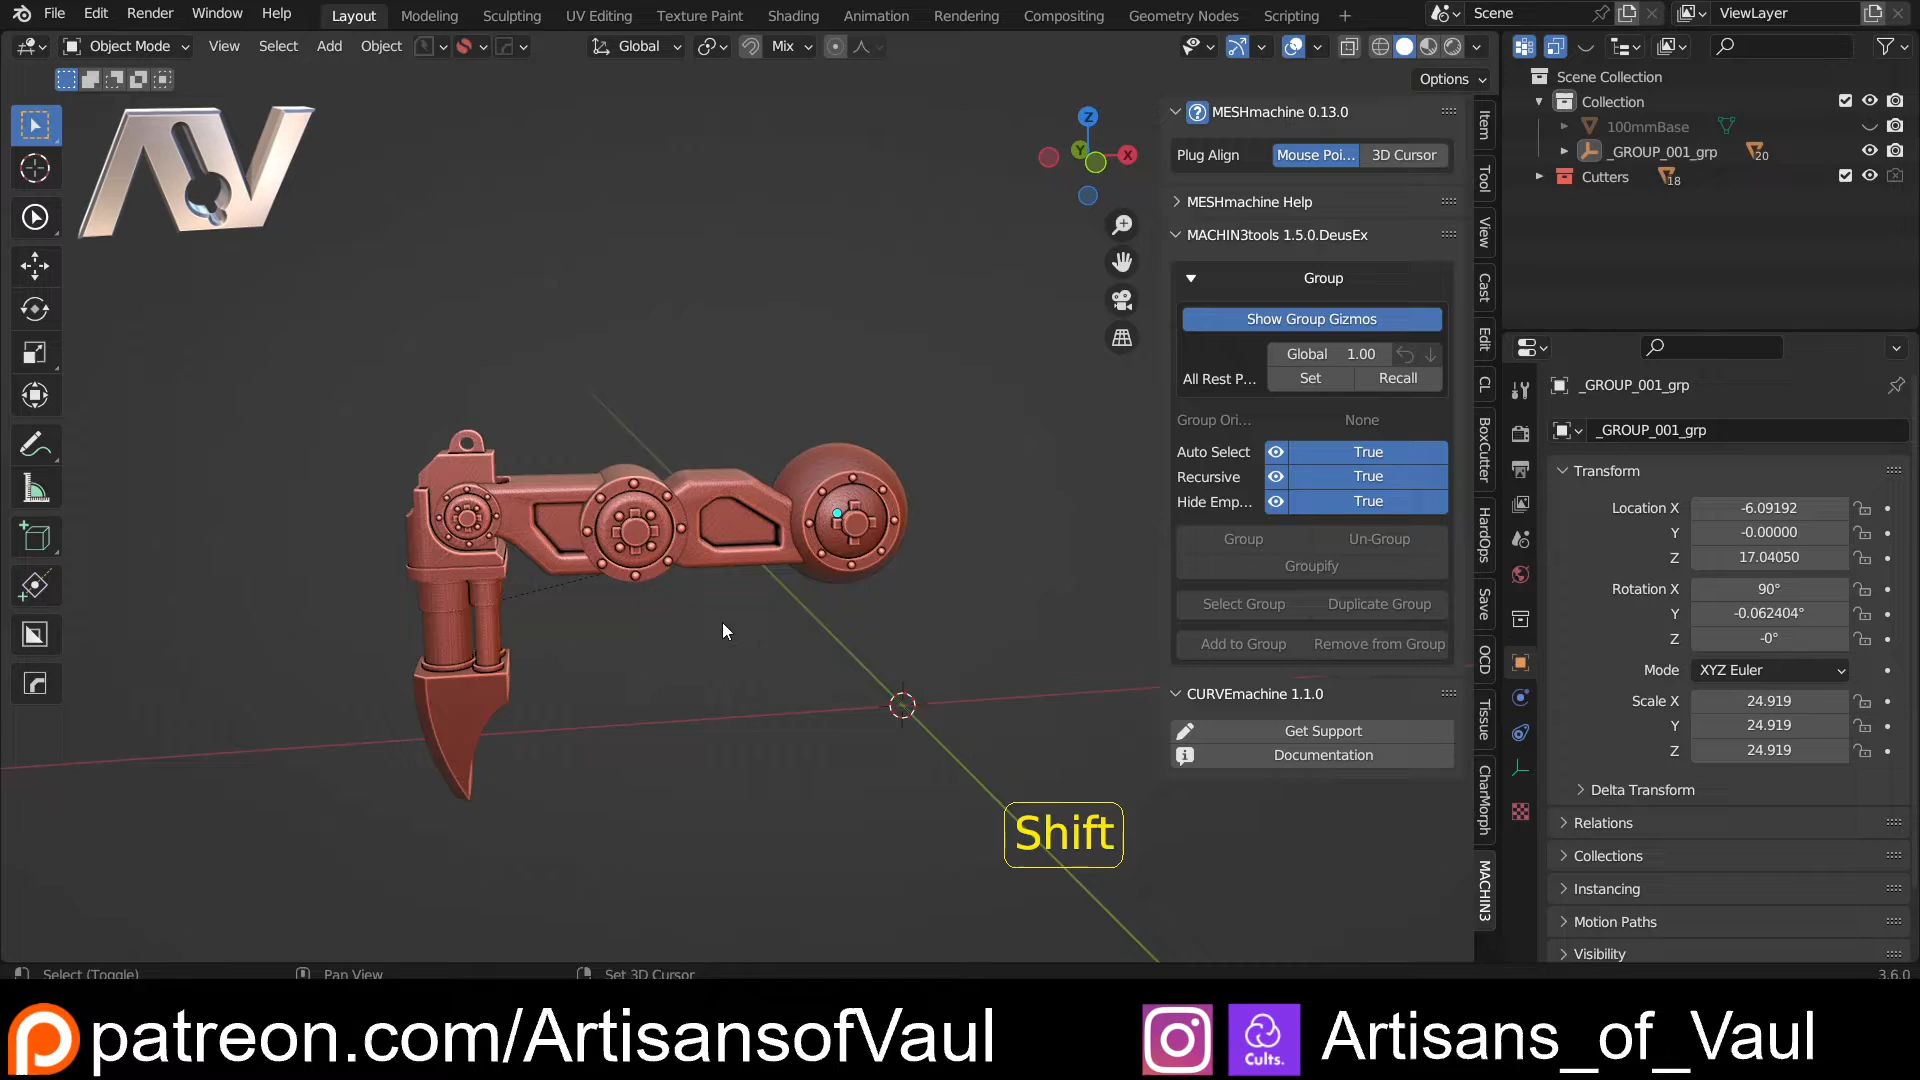 File Edit Render Window Help
Layout Modeling Sculpting UV Editing Texture Paint Shading Animation Rendering Compositing Geometry Nodes Scripting +
Scene
ViewLayer
Object Mode View Select Add Object
Global
Mix
Options
AV
Z
Y
X
MESHmachine 0.13.0
Plug Align Mouse Poi... 3D Cursor
MESHmachine Help
MACHIN3tools 1.5.0.DeusEx
Group
Show Group Gizmos
Global 1.00
All Rest P... Set Recall
Group Ori... None
Auto Select True
Recursive True
Hide Emp... True
Group Un-Group
Groupify
Select Group Duplicate Group
Add to Group Remove from Group
CURVEmachine 1.1.0
Get Support
Documentation
Item
Tool
View
Cast
Edit
CL
BoxCutter
HardOps
Save
OCD
Tissue
CharMorph
MACHIN3
Scene Collection
Collection
100mmBase
_GROUP_001_grp 20
Cutters 18
_GROUP_001_grp
_GROUP_001_grp
Transform
Location X -6.09192
Y -0.00000
Z 17.04050
Rotation X 90°
Y -0.062404°
Z -0°
Mode XYZ Euler
Scale X 24.919
Y 24.919
Z 24.919
Delta Transform
Relations
Collections
Instancing
Motion Paths
Visibility
Shift
Select (Toggle) Pan View Set 3D Cursor 3.6.0
patreon.com/ArtisansofVaul
Cults.
Artisans_of_Vaul